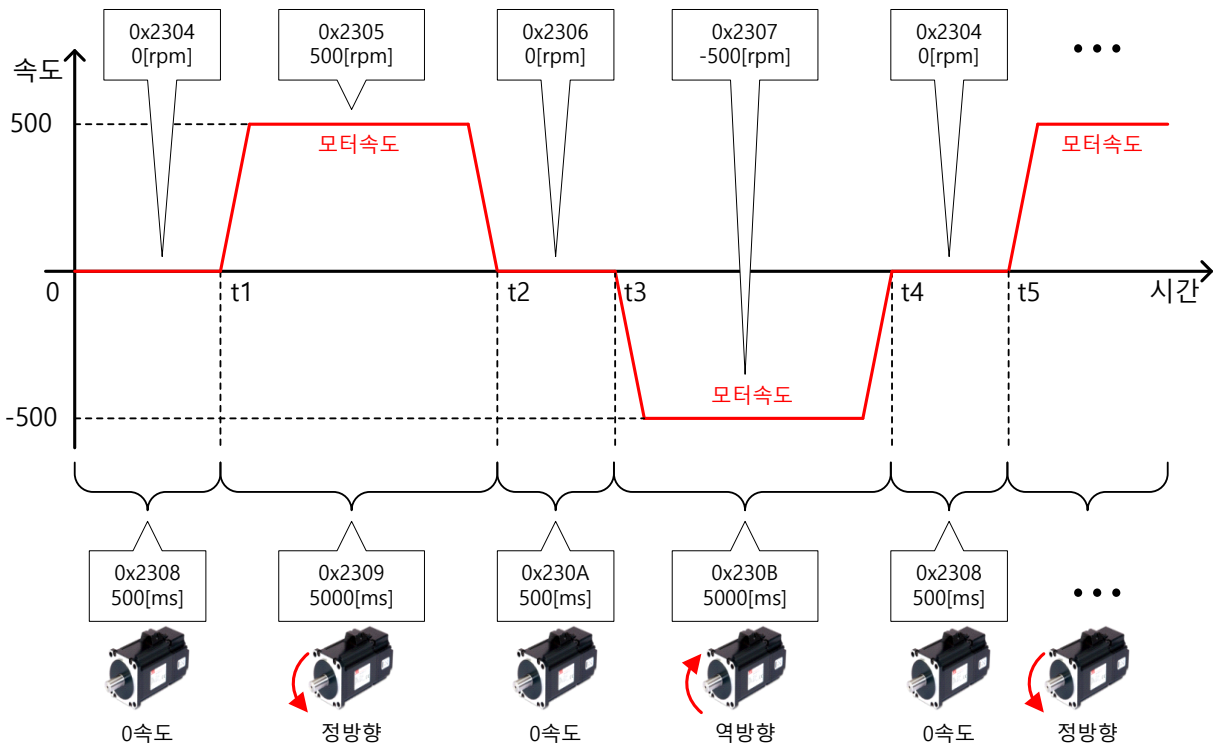 0x2304
0[rpm]
0x2305
500[rpm]
0x2306
0[rpm]
0x2307
-500[rpm]
0x2304
0[rpm]
속도
500
모터속도
모터속도
0
t1
t2
t3
t4
t5
시간
모터속도
-500
0x2308
500[ms]
0x2309
5000[ms]
0x230A
500[ms]
0x230B
5000[ms]
0x2308
500[ms]
0속도
정방향
0속도
역방향
0속도
정방향